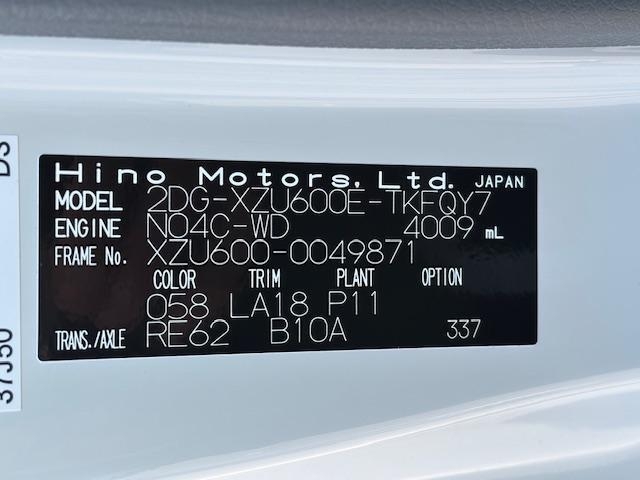 Hino Motors, Ltd. JAPAN
MODEL 2DG-XZU600E-TKFQY7
ENGINE N04C-WD 4009 mL
FRAME No. XZU600-0049871
COLOR TRIM PLANT OPTION
058 LA18 P11
TRANS./AXLE RE62 B10A 337